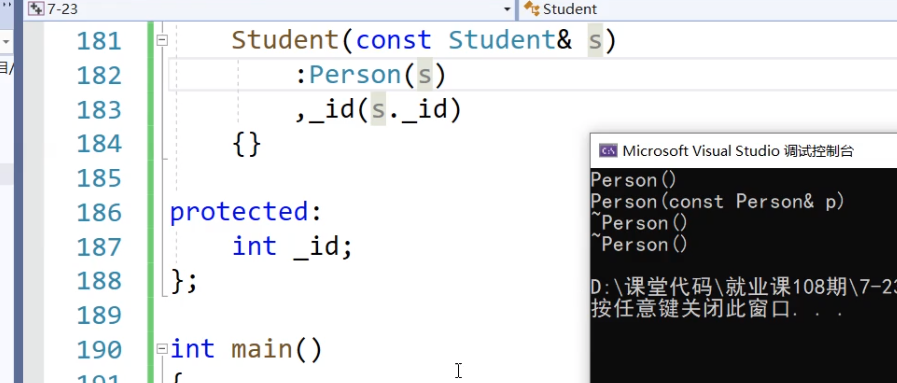 7-23
Student
181 Student(const Student& s)
182 :Person(s)
183 ,_id(s._id)
184 {}
185
186 protected:
187 int _id;
188 };
189
190 int main()
191 {
目/
Microsoft Visual Studio 调试控制台
Person()
Person(const Person& p)
~Person()
~Person()
D:\课堂代码\就业课108期\7-23
按任意键关闭此窗口. . .